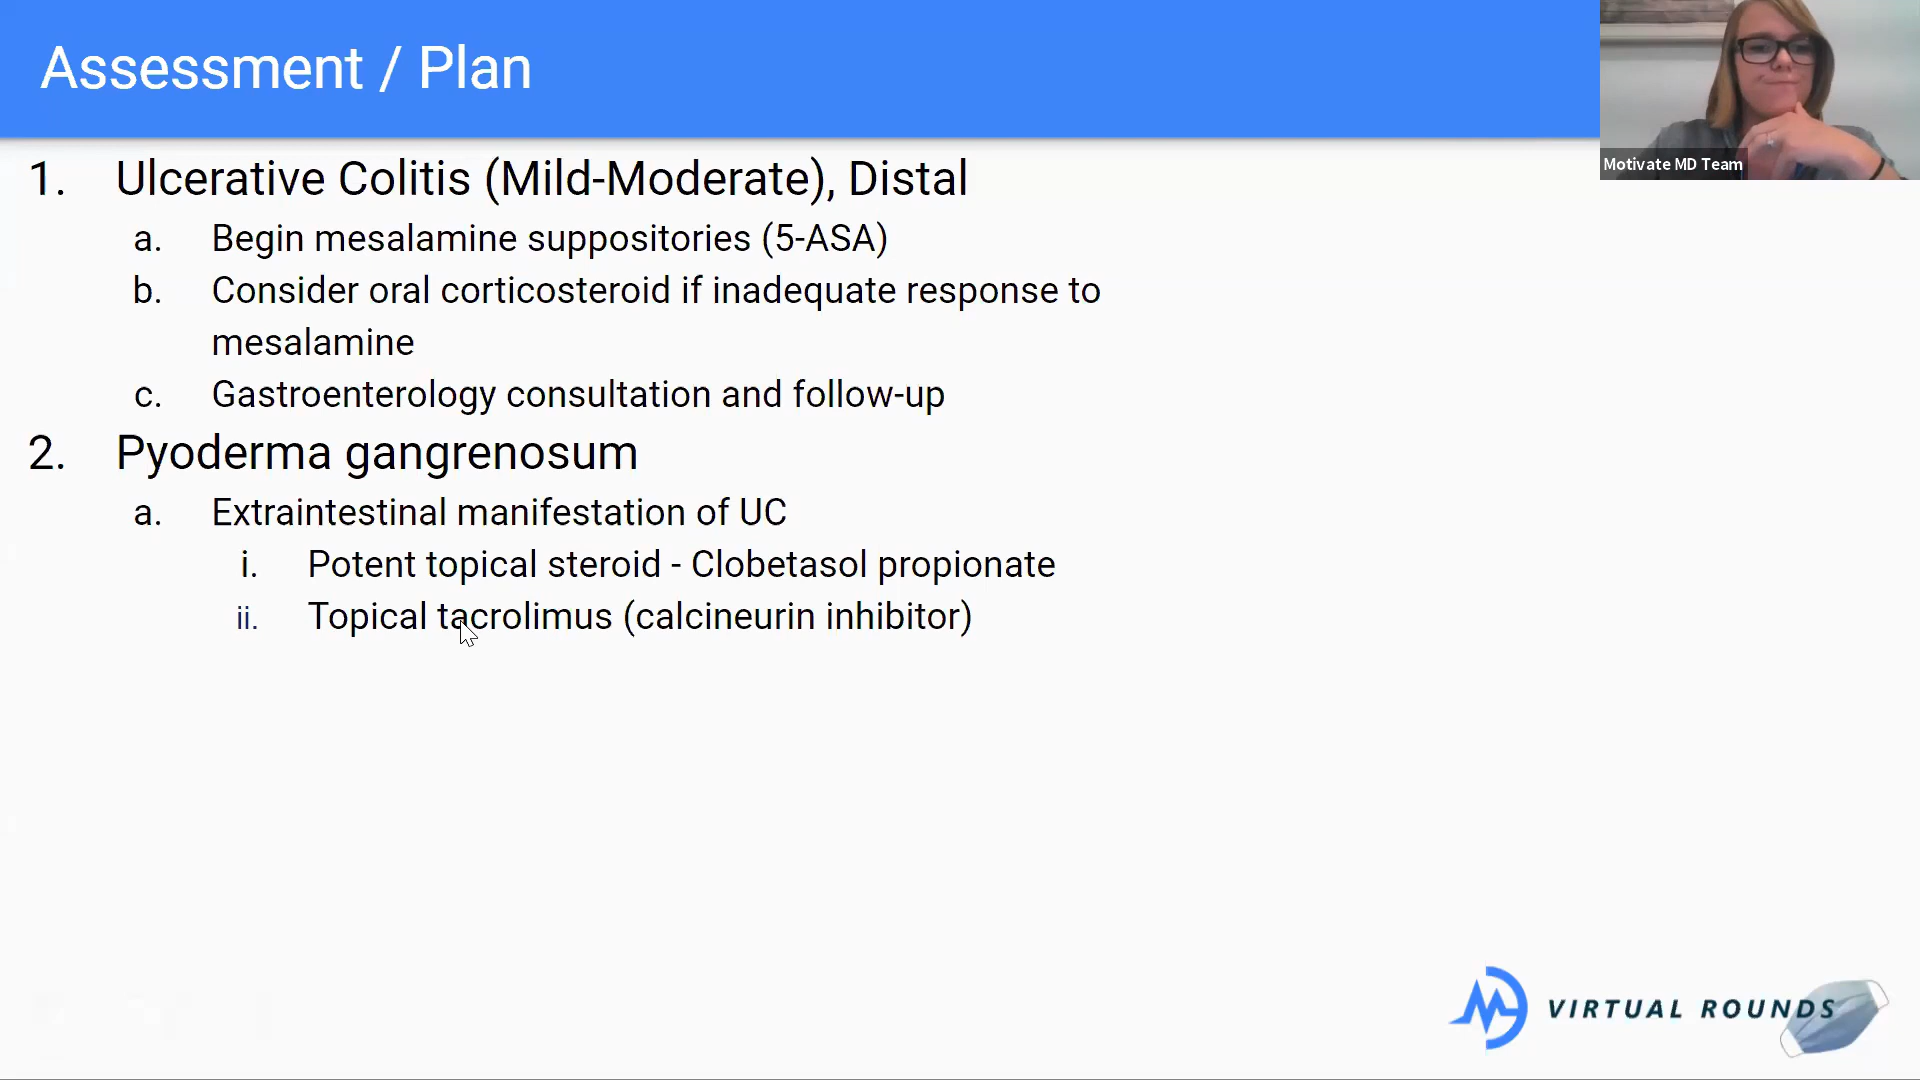 Assessment / Plan
Motivate MD Team
1. Ulcerative Colitis (Mild-Moderate), Distal
a. Begin mesalamine suppositories (5-ASA)
b. Consider oral corticosteroid if inadequate response to
mesalamine
c. Gastroenterology consultation and follow-up
2. Pyoderma gangrenosum
a. Extraintestinal manifestation of UC
i. Potent topical steroid - Clobetasol propionate
ii. Topical tacrolimus (calcineurin inhibitor)
VIRTUAL ROUNDS